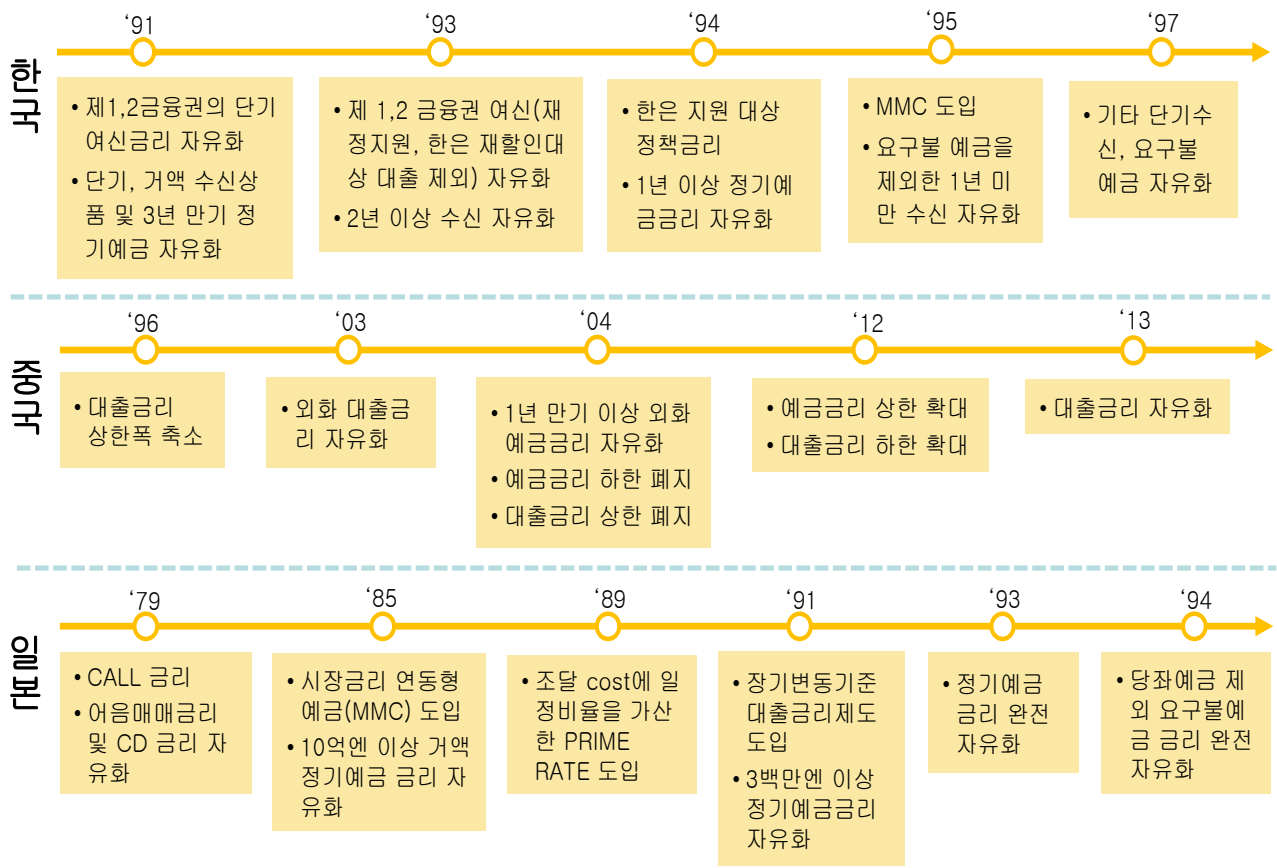 ‘91
‘93
‘94
‘95
‘97
한국
• 제1,2금융권의 단기
여신금리 자유화
• 단기, 거액 수신상
품 및 3년 만기 정
기예금 자유화
• 제 1,2 금융권 여신(재
정지원, 한은 재할인대
상 대출 제외) 자유화
• 2년 이상 수신 자유화
• 한은 지원 대상
정책금리
• 1년 이상 정기예
금금리 자유화
• MMC 도입
• 요구불 예금을
제외한 1년 미
만 수신 자유화
• 기타 단기수
신, 요구불
예금 자유화
‘96
‘03
‘04
‘12
‘13
중국
• 대출금리
상한폭 축소
• 외화 대출금
리 자유화
• 1년 만기 이상 외화
예금금리 자유화
• 예금금리 하한 폐지
• 대출금리 상한 폐지
• 예금금리 상한 확대
• 대출금리 하한 확대
• 대출금리 자유화
‘79
‘85
‘89
‘91
‘93
‘94
일본
• CALL 금리
• 어음매매금리
및 CD 금리 자
유화
• 시장금리 연동형
예금(MMC) 도입
• 10억엔 이상 거액
정기예금 금리 자
유화
• 조달 cost에 일
정비율을 가산
한 PRIME
RATE 도입
• 장기변동기준
대출금리제도
도입
• 3백만엔 이상
정기예금금리
자유화
• 정기예금
금리 완전
자유화
• 당좌예금 제
외 요구불예
금 금리 완전
자유화